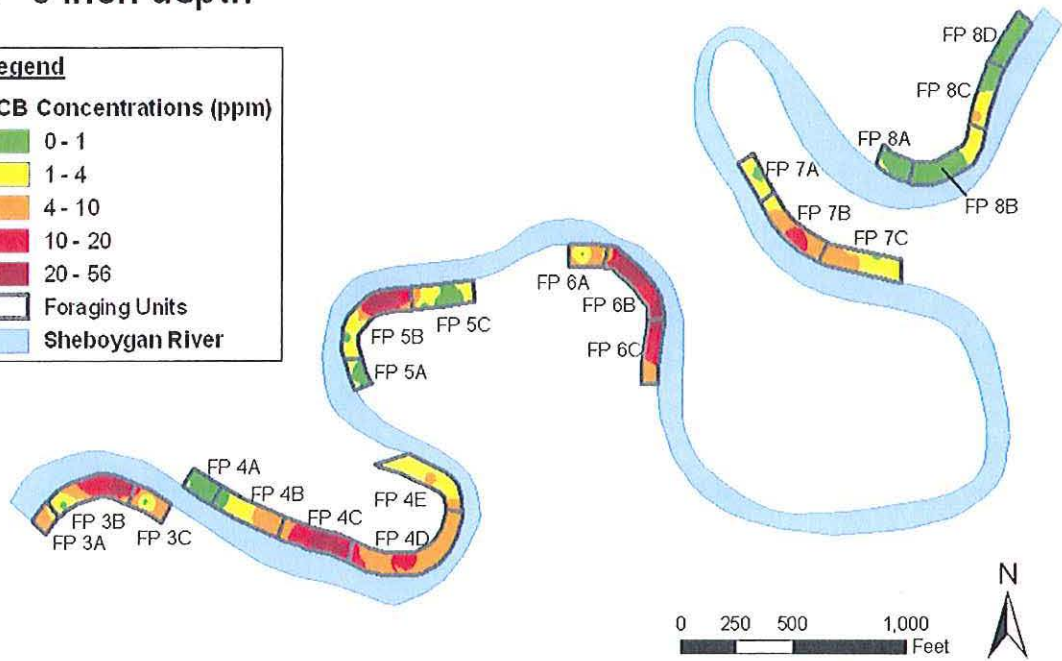 6 inch depth
egend
CB Concentrations (ppm)
0 - 1
1 - 4
4 - 10
10 - 20
20 - 56
Foraging Units
Sheboygan River
FP 8D
FP 8C
FP 8A
FP 8B
FP 7A
FP 7B
FP 7C
FP 6A
FP 6B
FP 6C
FP 5C
FP 5B
FP 5A
FP 4A
FP 4B
FP 4C
FP 4D
FP 4E
FP 3B
FP 3A
FP 3C
N
0 250 500 1,000
Feet